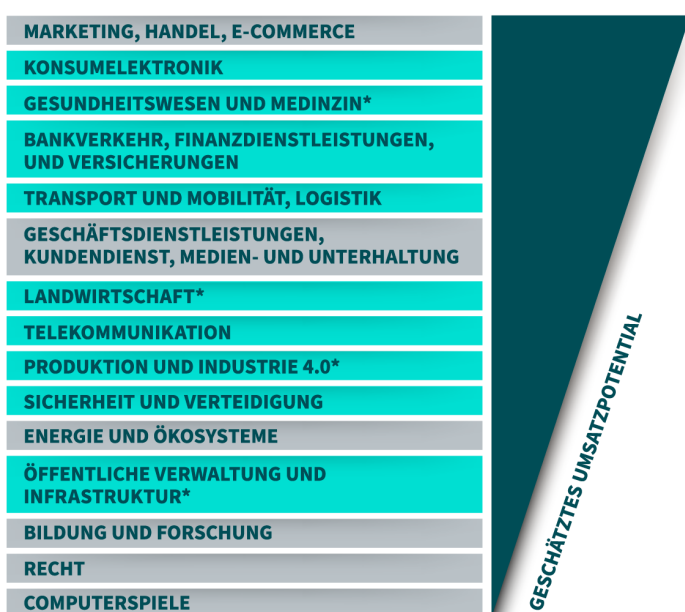 MARKETING, HANDEL, E-COMMERCE
KONSUMELEKTRONIK
GESUNDHEITSWESEN UND MEDINZIN*
BANKVERKEHR, FINANZDIENSTLEISTUNGEN,
UND VERSICHERUNGEN
TRANSPORT UND MOBILITÄT, LOGISTIK
GESCHÄFTSDIENSTLEISTUNGEN,
KUNDENDIENST, MEDIEN- UND UNTERHALTUNG
LANDWIRTSCHAFT*
TELEKOMMUNIKATION
PRODUKTION UND INDUSTRIE 4.0*
SICHERHEIT UND VERTEIDIGUNG
ENERGIE UND ÖKOSYSTEME
ÖFFENTLICHE VERWALTUNG UND
INFRASTRUKTUR*
BILDUNG UND FORSCHUNG
RECHT
COMPUTERSPIELE
GESCHÄTZTES UMSATZPOTENTIAL